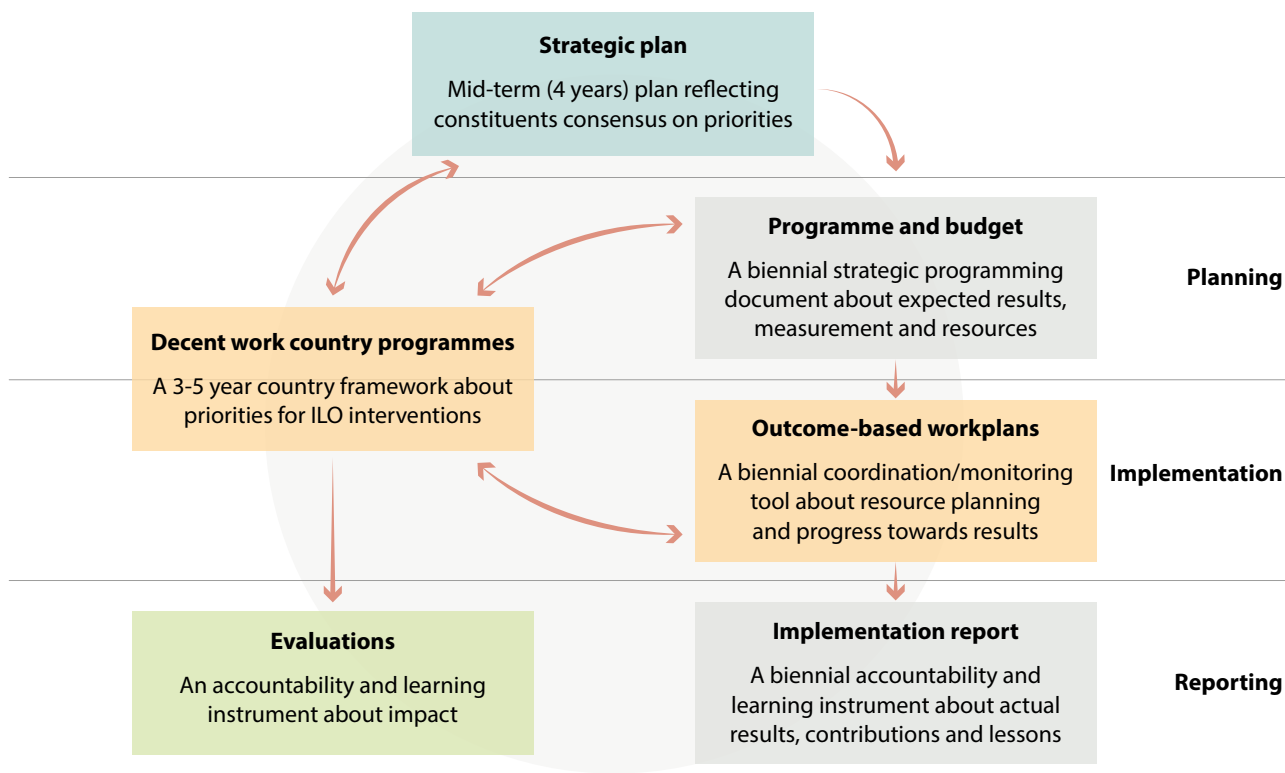 Strategic plan
Mid-term (4 years) plan reflecting
constituents consensus on priorities
Programme and budget
A biennial strategic programming
document about expected results,
measurement and resources
Planning
Decent work country programmes
A 3-5 year country framework about
priorities for ILO interventions
Outcome-based workplans
A biennial coordination/monitoring
tool about resource planning
and progress towards results
Implementation
Evaluations
An accountability and learning
instrument about impact
Implementation report
A biennial accountability and
learning instrument about actual
results, contributions and lessons
Reporting